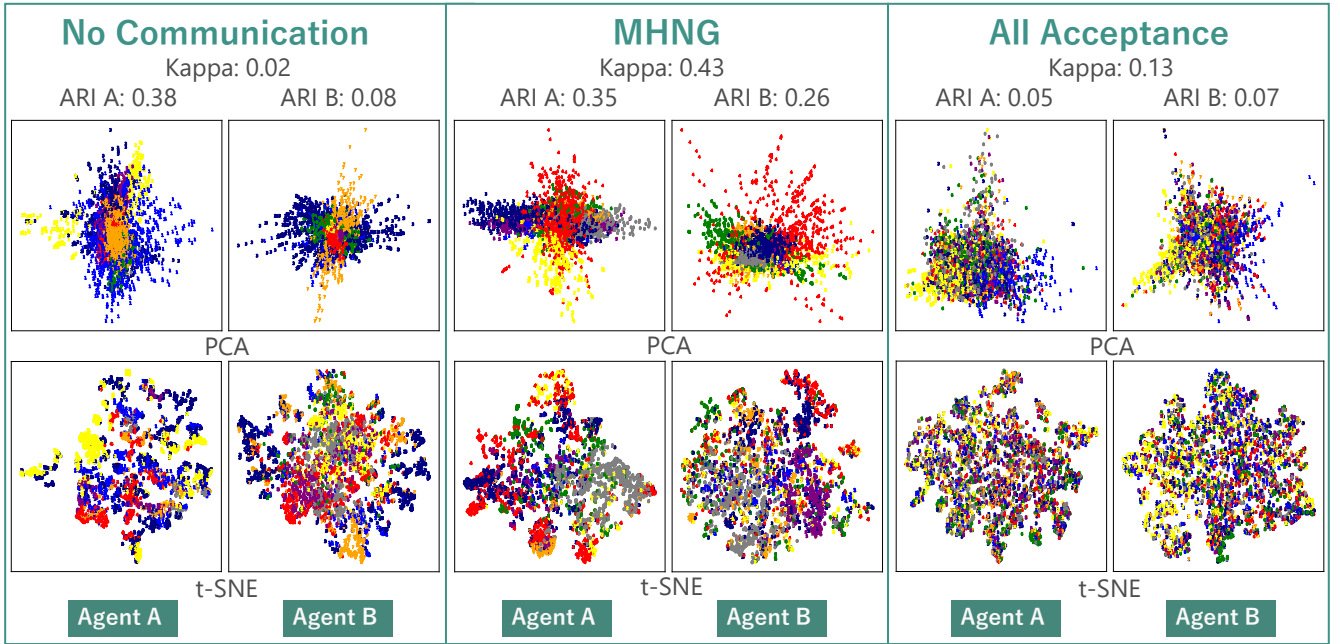 No Communication
Kappa: 0.02
ARI A: 0.38 ARI B: 0.08
PCA
t-SNE
Agent A Agent B
MHNG
Kappa: 0.43
ARI A: 0.35 ARI B: 0.26
PCA
t-SNE
Agent A Agent B
All Acceptance
Kappa: 0.13
ARI A: 0.05 ARI B: 0.07
PCA
t-SNE
Agent A Agent B